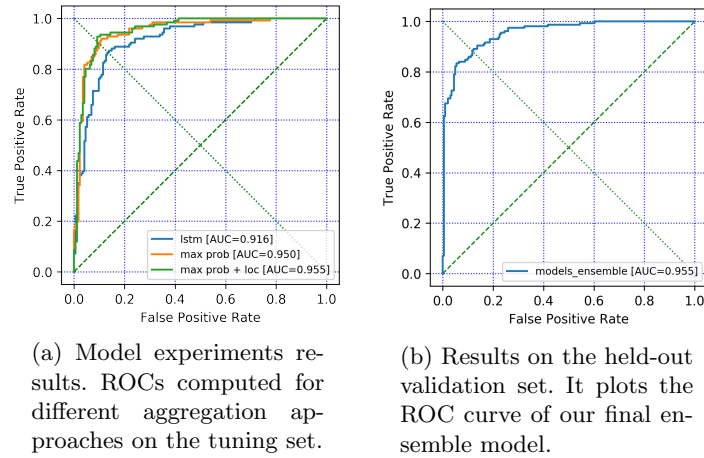 1.0
0.8
0.6
0.4
0.2
0.0
True Positive Rate
lstm [AUC=0.916]
max prob [AUC=0.950]
max prob + loc [AUC=0.955]
0.0 0.2 0.4 0.6 0.8 1.0
False Positive Rate
(a) Model experiments re-
sults. ROCs computed for
different aggregation ap-
proaches on the tuning set.
1.0
0.8
0.6
0.4
0.2
0.0
True Positive Rate
models_ensemble [AUC=0.955]
0.0 0.2 0.4 0.6 0.8 1.0
False Positive Rate
(b) Results on the held-out
validation set. It plots the
ROC curve of our final en-
semble model.